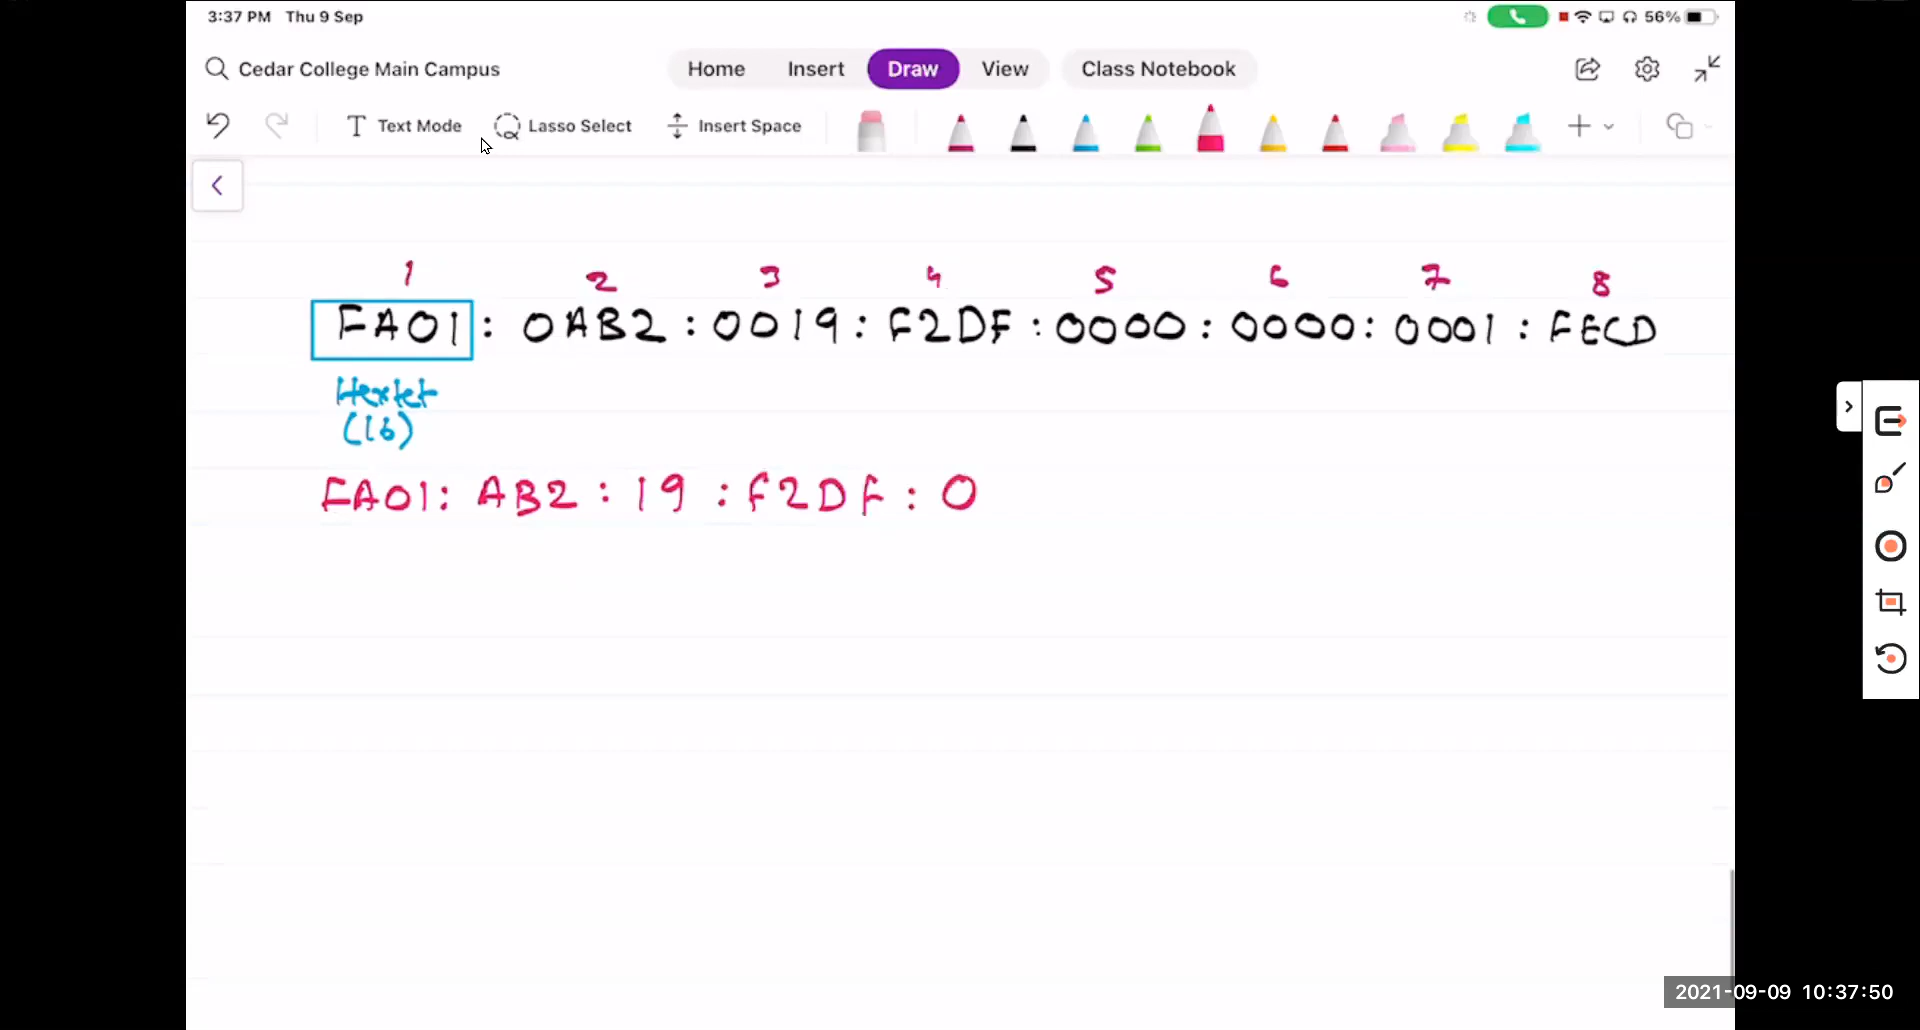 3:37 PM Thu 9 Sep
56%
Cedar College Main Campus
Home Insert Draw View Class Notebook
Text Mode Lasso Select Insert Space
1 2 3 4 5 6 7 8
FA01 : 0AB2 : 0019 : F2DF : 0000 : 0000 : 0001 : FECD
Hextet
(16)
FA01 : AB2 : 19 : F2DF : 0
2021-09-09 10:37:50